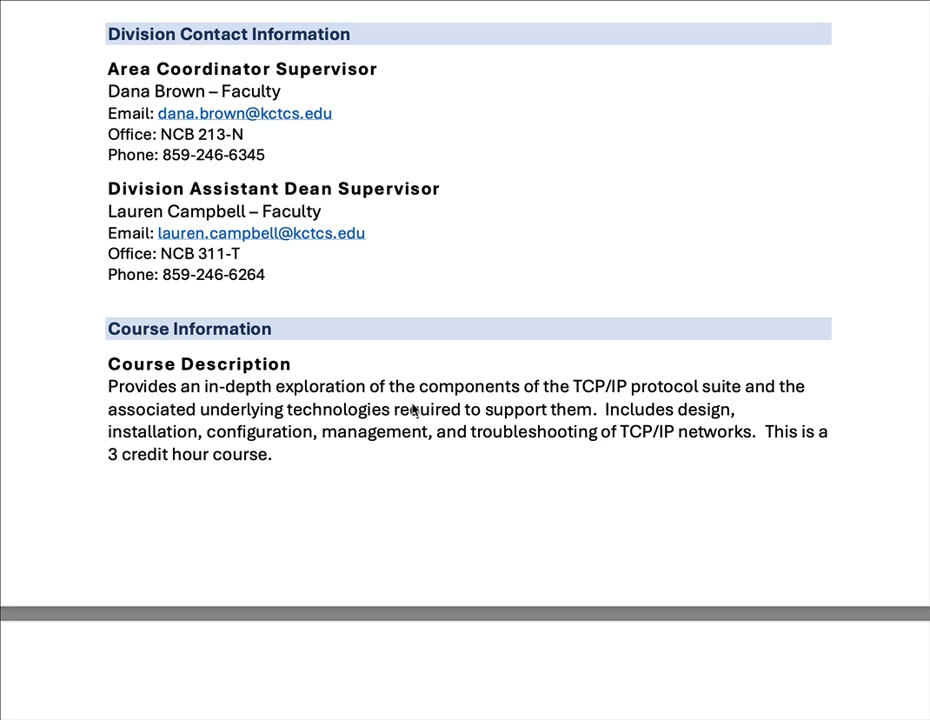 Division Contact Information
Area Coordinator Supervisor
Dana Brown – Faculty
Email: dana.brown@kctcs.edu
Office: NCB 213-N
Phone: 859-246-6345
Division Assistant Dean Supervisor
Lauren Campbell – Faculty
Email: lauren.campbell@kctcs.edu
Office: NCB 311-T
Phone: 859-246-6264
Course Information
Course Description
Provides an in-depth exploration of the components of the TCP/IP protocol suite and the
associated underlying technologies required to support them.  Includes design,
installation, configuration, management, and troubleshooting of TCP/IP networks.  This is a
3 credit hour course.